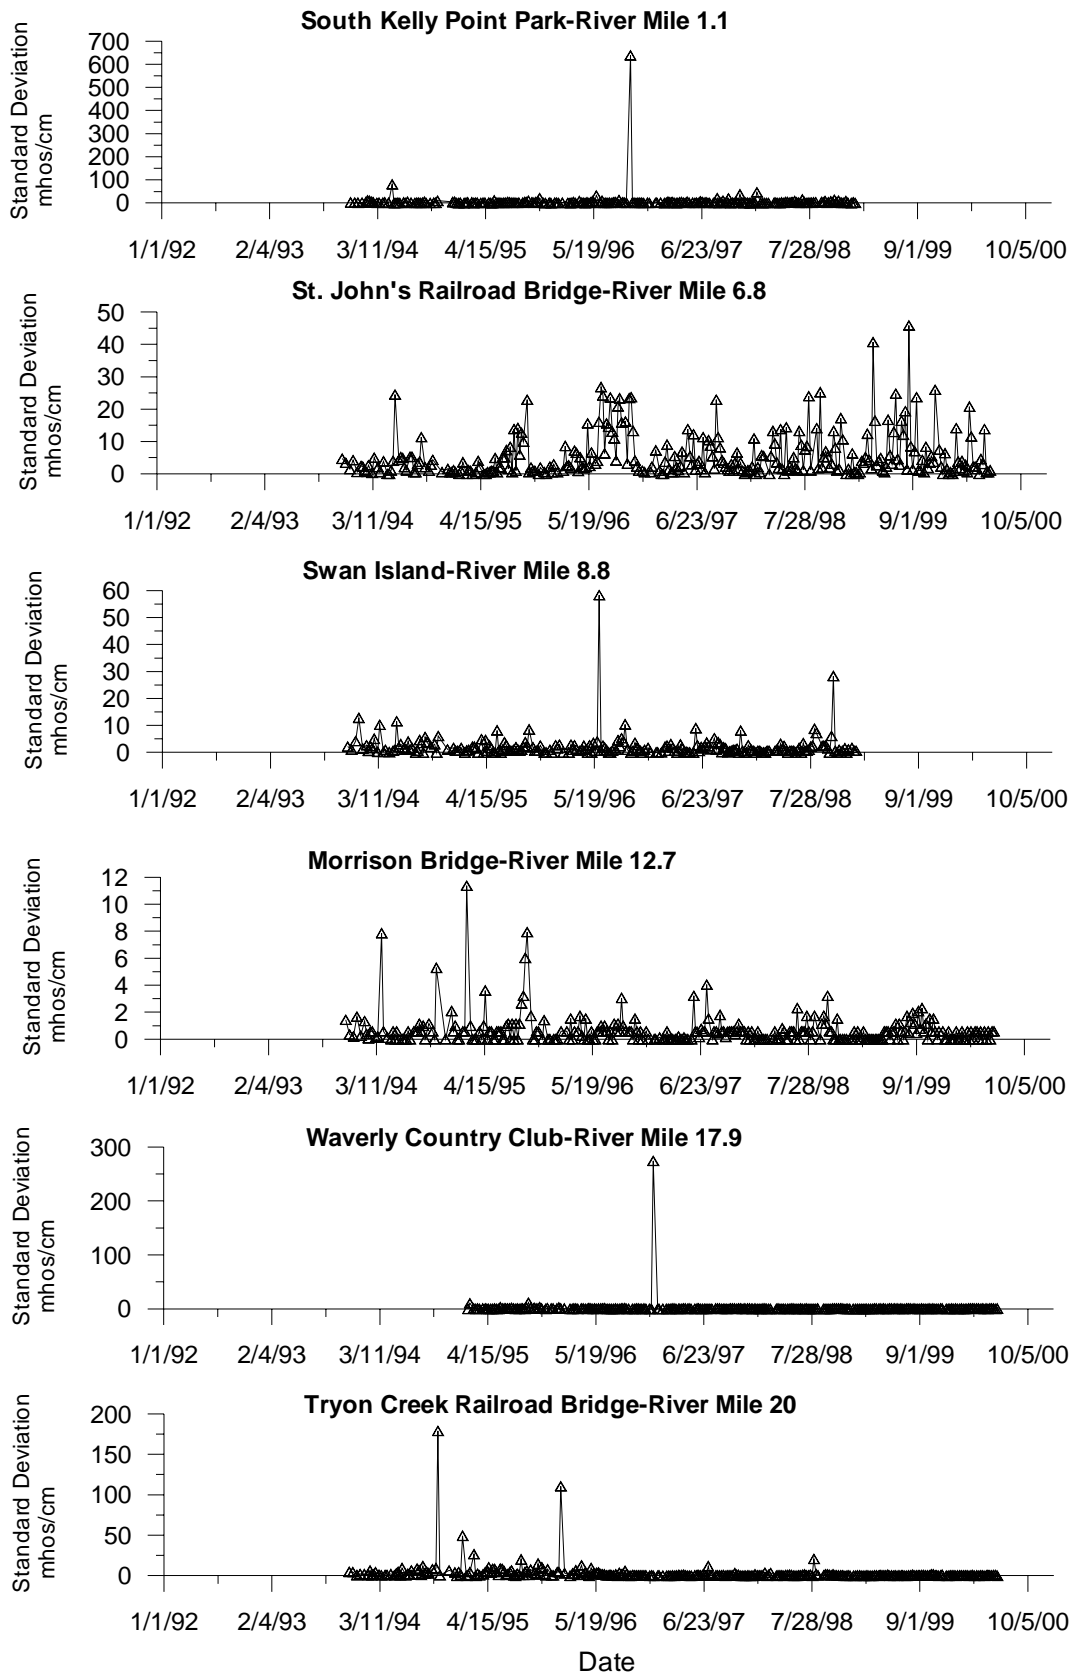 South Kelly Point Park-River Mile 1.1
Standard Deviation
mhos/cm
700
600
500
400
300
200
100
0
1/1/92 2/4/93 3/11/94 4/15/95 5/19/96 6/23/97 7/28/98 9/1/99 10/5/00
St. John's Railroad Bridge-River Mile 6.8
Standard Deviation
mhos/cm
50
40
30
20
10
0
1/1/92 2/4/93 3/11/94 4/15/95 5/19/96 6/23/97 7/28/98 9/1/99 10/5/00
Swan Island-River Mile 8.8
Standard Deviation
mhos/cm
60
50
40
30
20
10
0
1/1/92 2/4/93 3/11/94 4/15/95 5/19/96 6/23/97 7/28/98 9/1/99 10/5/00
Morrison Bridge-River Mile 12.7
Standard Deviation
mhos/cm
12
10
8
6
4
2
0
1/1/92 2/4/93 3/11/94 4/15/95 5/19/96 6/23/97 7/28/98 9/1/99 10/5/00
Waverly Country Club-River Mile 17.9
Standard Deviation
mhos/cm
300
200
100
0
1/1/92 2/4/93 3/11/94 4/15/95 5/19/96 6/23/97 7/28/98 9/1/99 10/5/00
Tryon Creek Railroad Bridge-River Mile 20
Standard Deviation
mhos/cm
200
150
100
50
0
1/1/92 2/4/93 3/11/94 4/15/95 5/19/96 6/23/97 7/28/98 9/1/99 10/5/00
Date